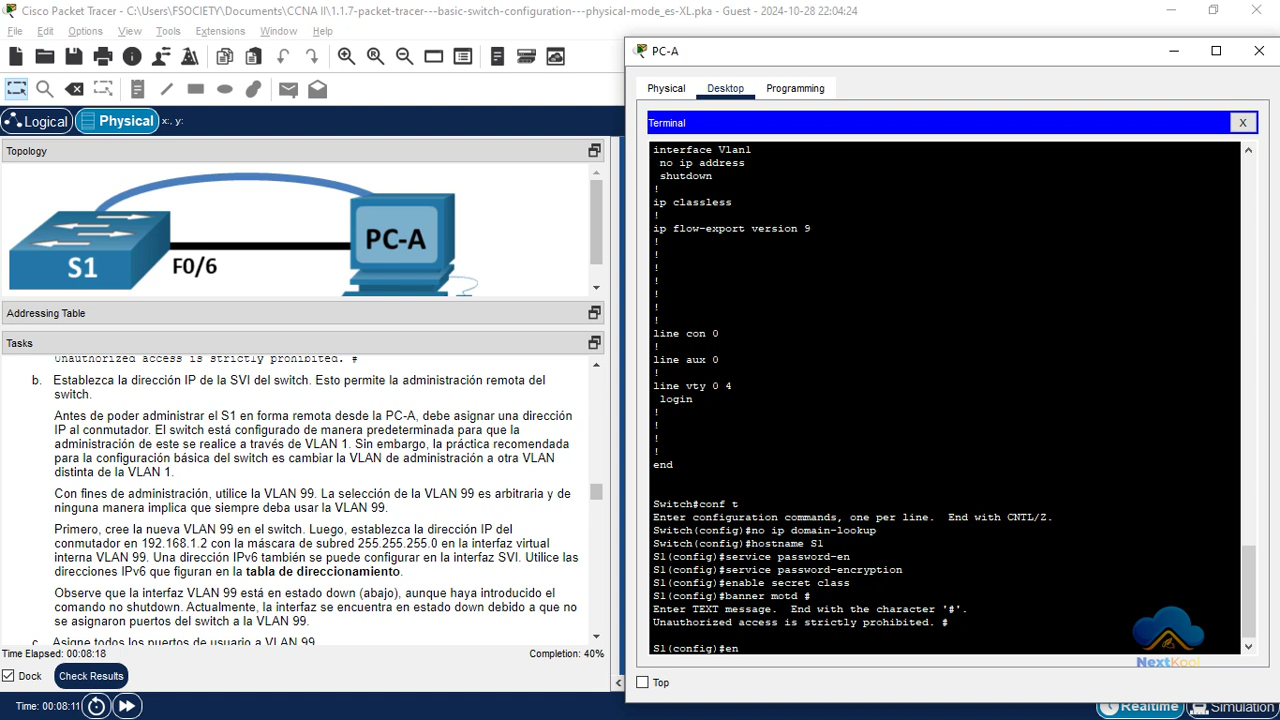 Cisco Packet Tracer - C:\Users\FSOCIETY\Documents\CCNA II\1.1.7-packet-tracer---basic-switch-configuration---physical-mode_es-XL.pka - Guest - 2024-10-28 22:04:24
File Edit Options View Tools Extensions Window Help
Logical Physical x:, y:
Topology
S1 F0/6 PC-A
Addressing Table
Tasks
Unauthorized access is strictly prohibited. #
b. Establezca la dirección IP de la SVI del switch. Esto permite la administración remota del
switch.
Antes de poder administrar el S1 en forma remota desde la PC-A, debe asignar una dirección
IP al conmutador. El switch está configurado de manera predeterminada para que la
administración de este se realice a través de VLAN 1. Sin embargo, la práctica recomendada
para la configuración básica del switch es cambiar la VLAN de administración a otra VLAN
distinta de la VLAN 1.
Con fines de administración, utilice la VLAN 99. La selección de la VLAN 99 es arbitraria y de
ninguna manera implica que siempre deba usar la VLAN 99.
Primero, cree la nueva VLAN 99 en el switch. Luego, establezca la dirección IP del
conmutador en 192.168.1.2 con la máscara de subred 255.255.255.0 en la interfaz virtual
interna VLAN 99. Una dirección IPv6 también se puede configurar en la interfaz SVI. Utilice las
direcciones IPv6 que figuran en la tabla de direccionamiento.
Observe que la interfaz VLAN 99 está en estado down (abajo), aunque haya introducido el
comando no shutdown. Actualmente, la interfaz se encuentra en estado down debido a que no
se asignaron puertos del switch a la VLAN 99.
c. Asigne todos los puertos de usuario a VLAN 99.
Time Elapsed: 00:08:18 Completion: 40%
Dock Check Results
Time: 00:08:11
PC-A
Physical Desktop Programming
Terminal X
interface Vlan1
no ip address
shutdown
!
ip classless
!
ip flow-export version 9
!
!
!
!
!
!
!
line con 0
!
line aux 0
!
line vty 0 4
login
!
!
!
!
end
Switch#conf t
Enter configuration commands, one per line. End with CNTL/Z.
Switch(config)#no ip domain-lookup
Switch(config)#hostname S1
S1(config)#service password-en
S1(config)#service password-encryption
S1(config)#enable secret class
S1(config)#banner motd #
Enter TEXT message. End with the character '#'.
Unauthorized access is strictly prohibited. #
S1(config)#en
NextKool
Top
Realtime Simulation